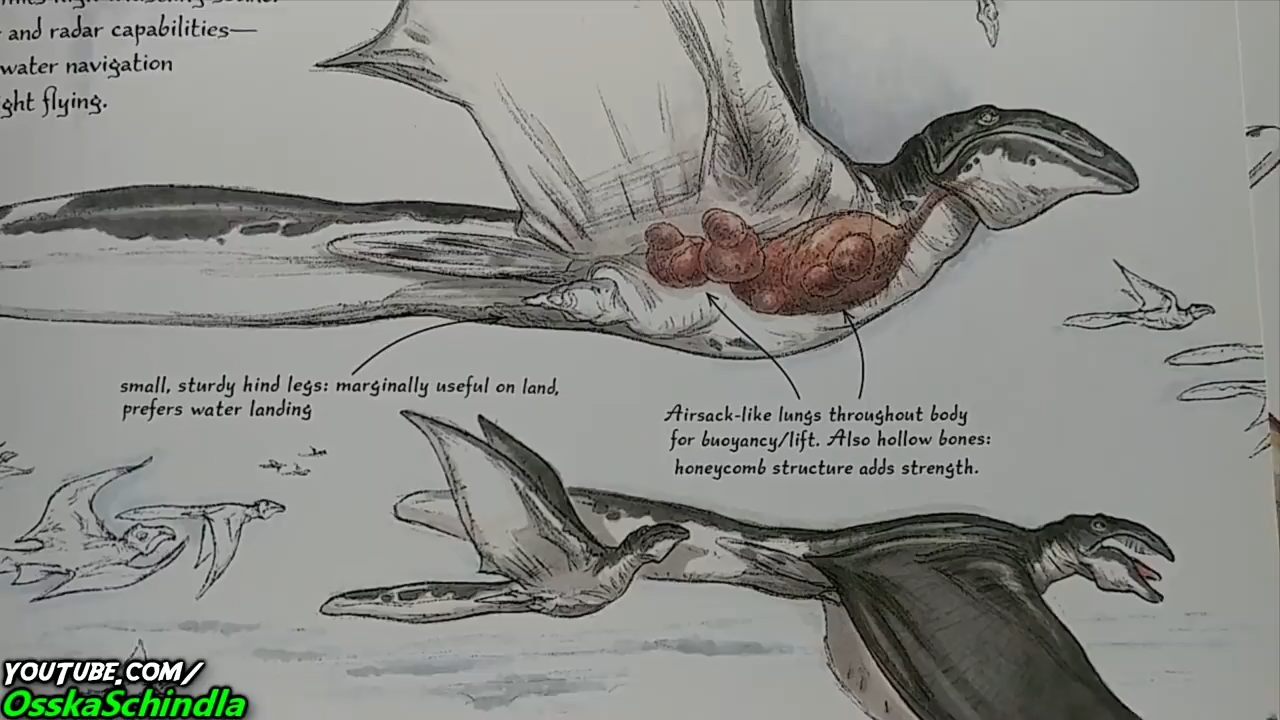 and radar capabilities—
water navigation
flying.
small, sturdy hind legs: marginally useful on land,
prefers water landing
Airsack-like lungs throughout body
for buoyancy/lift. Also hollow bones:
honeycomb structure adds strength.
YOUTUBE.COM/
OsskaSchindla